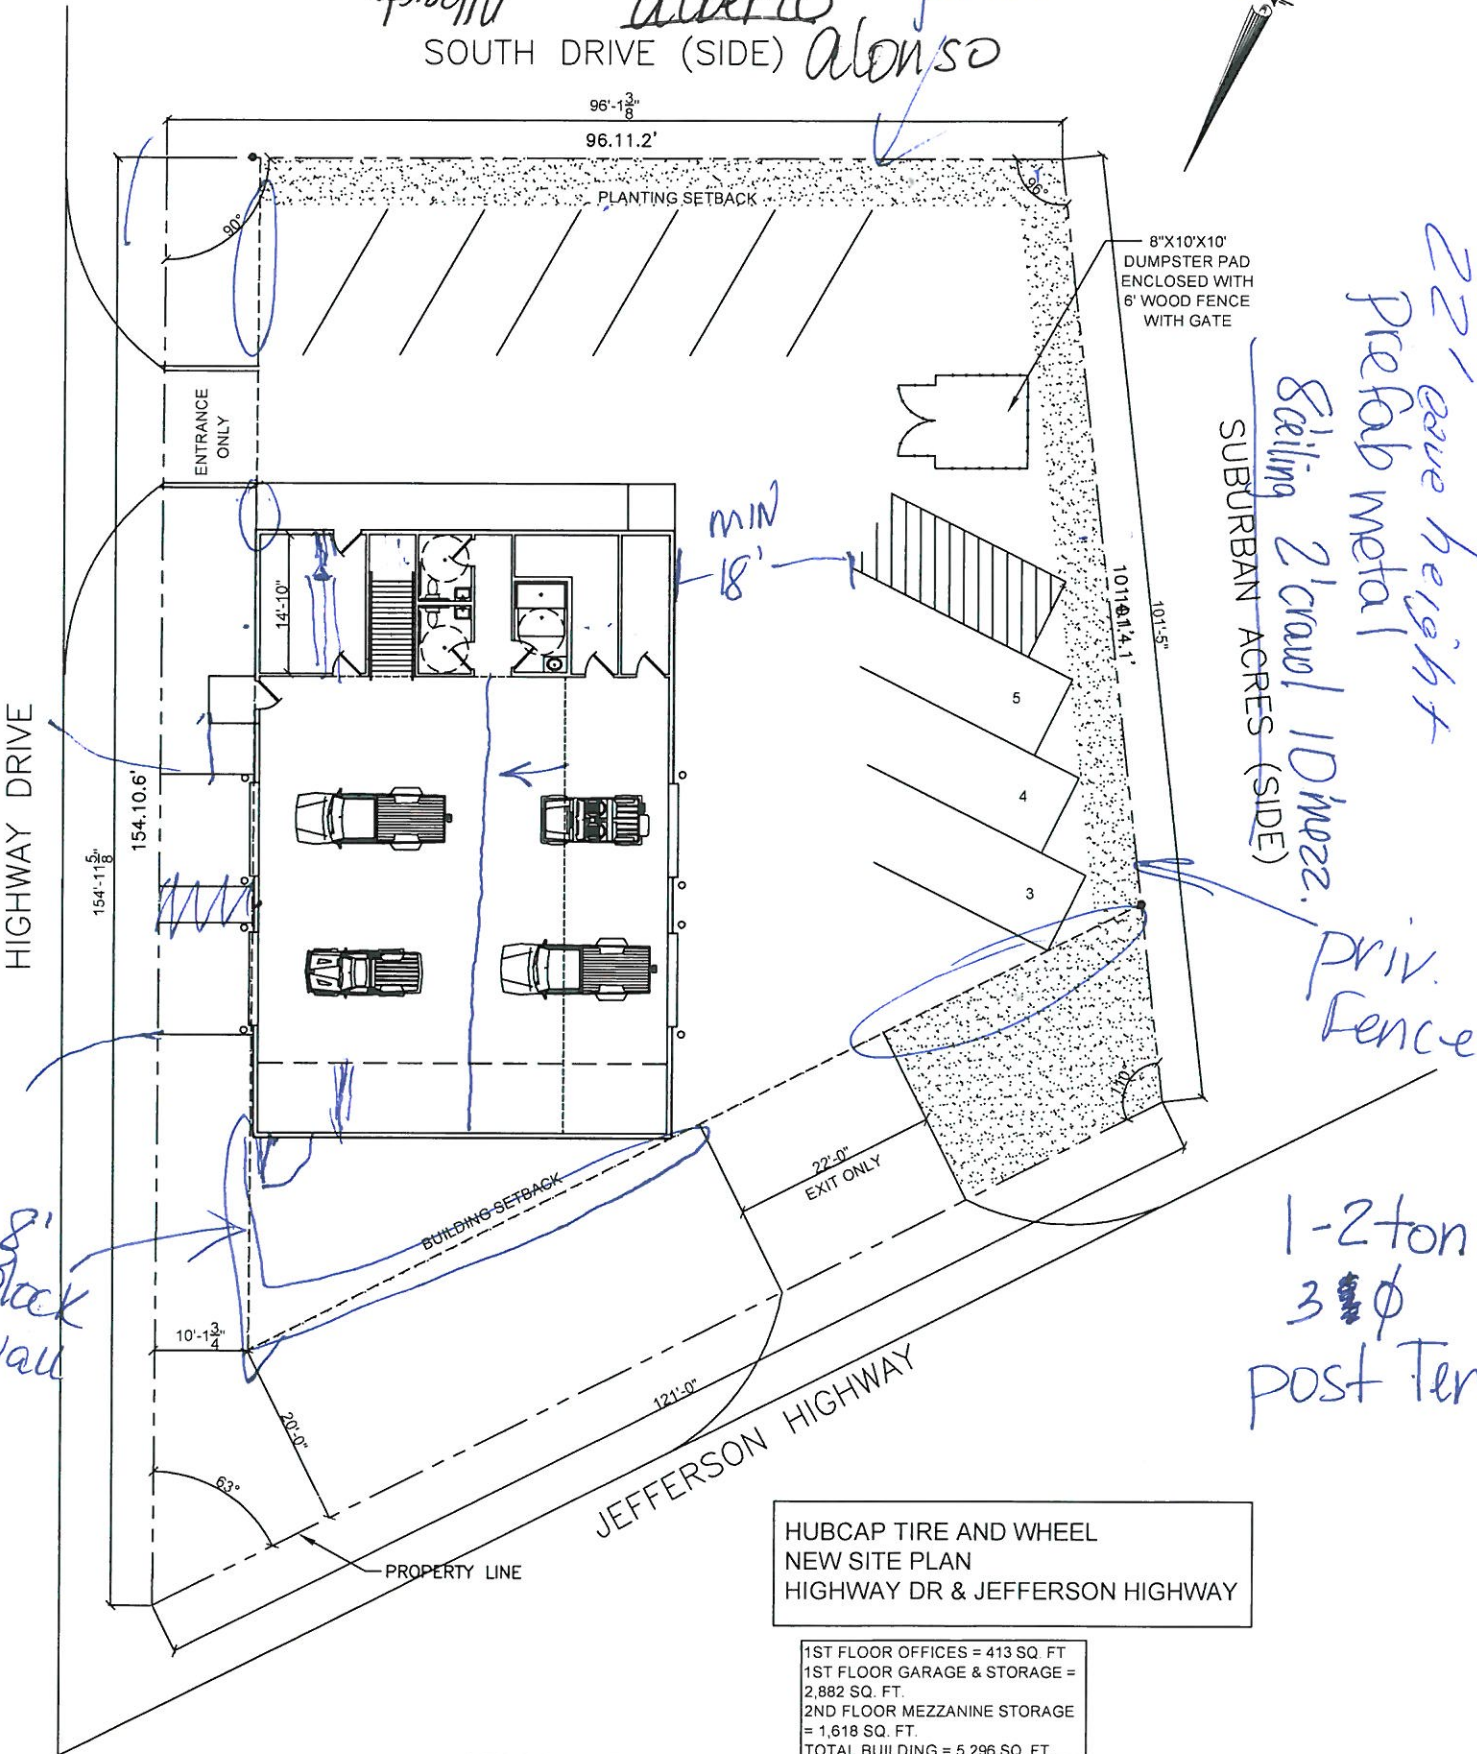 alberto
SOUTH DRIVE (SIDE) alonso
96'-1 3/8"
96.11.2'
PLANTING SETBACK
90°
96°
8"X10'X10'
DUMPSTER PAD
ENCLOSED WITH
6' WOOD FENCE
WITH GATE
22' eave height
Prefab metal
8'ceiling 2'crawl 10'mezz.
SUBURBAN ACRES (SIDE)
ENTRANCE
ONLY
MIN
18'
14'-10"
101'-5"
5
4
3
HIGHWAY DRIVE
154.10.6'
154'-11 5/8"
priv.
Fence
110°
22'-0"
EXIT ONLY
BUILDING SETBACK
8'
10'-1 3/4"
20'-0"
63°
121'-0"
JEFFERSON HIGHWAY
PROPERTY LINE
1-2 ton
3 Ø
post Ten
HUBCAP TIRE AND WHEEL
NEW SITE PLAN
HIGHWAY DR & JEFFERSON HIGHWAY
1ST FLOOR OFFICES = 413 SQ. FT
1ST FLOOR GARAGE & STORAGE =
2,882 SQ. FT.
2ND FLOOR MEZZANINE STORAGE
= 1,618 SQ. FT.
TOTAL BUILDING = 5,296 SQ. FT.